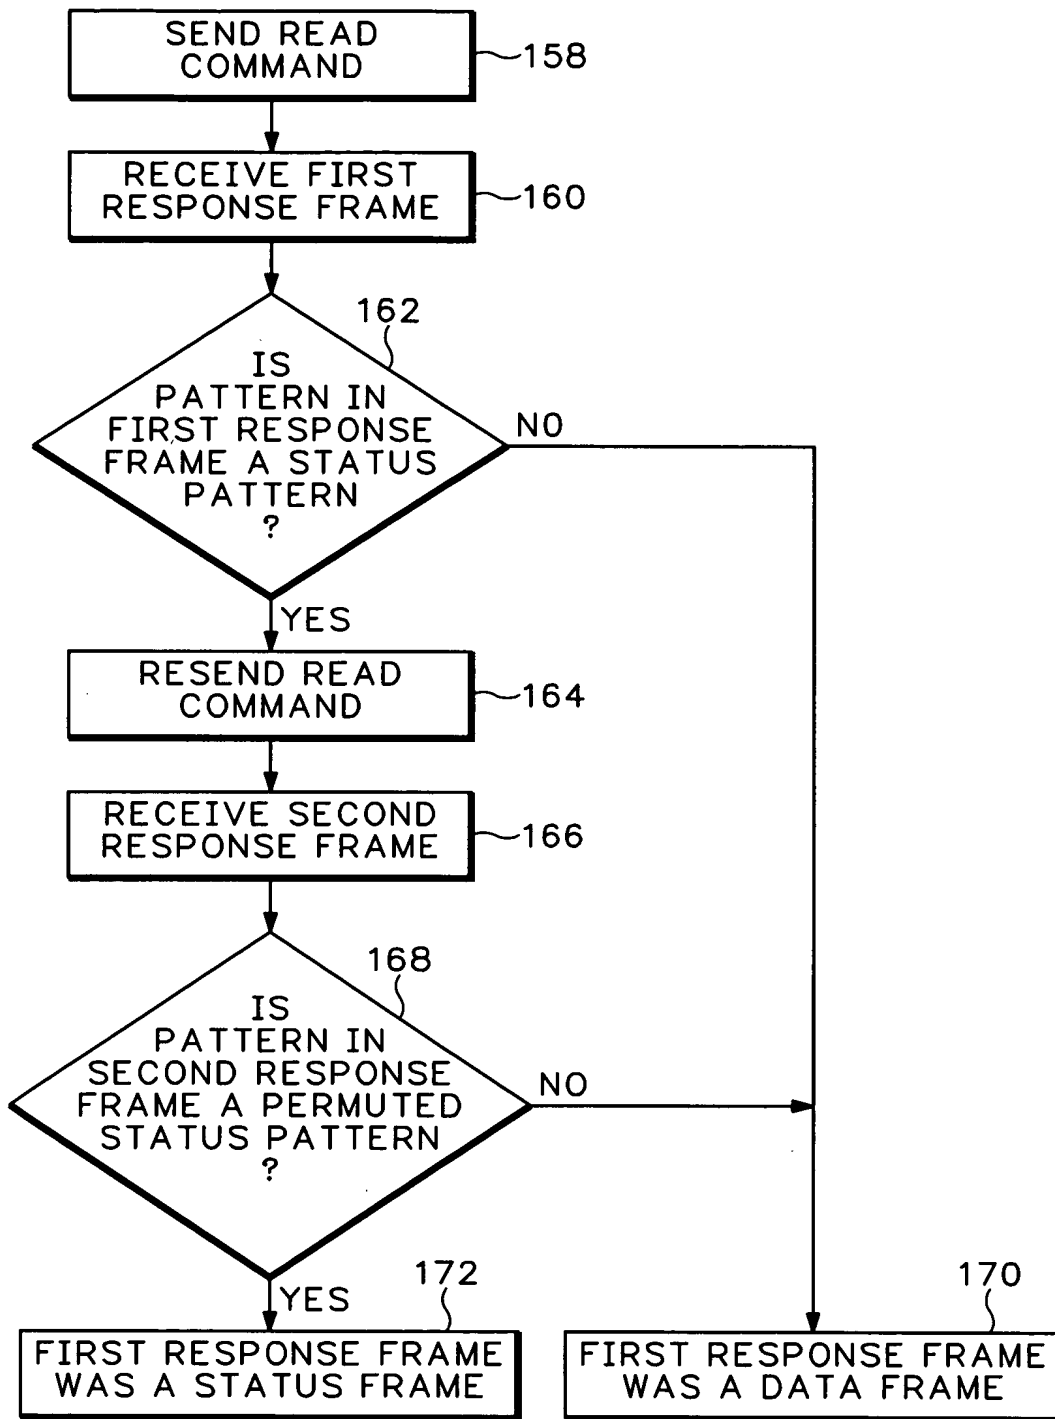 SEND READ
COMMAND
158
RECEIVE FIRST
RESPONSE FRAME
160
162
IS
PATTERN IN
FIRST RESPONSE
FRAME A STATUS
PATTERN
?
NO
YES
RESEND READ
COMMAND
164
RECEIVE SECOND
RESPONSE FRAME
166
168
IS
PATTERN IN
SECOND RESPONSE
FRAME A PERMUTED
STATUS PATTERN
?
NO
YES
172
170
FIRST RESPONSE FRAME
WAS A STATUS FRAME
FIRST RESPONSE FRAME
WAS A DATA FRAME